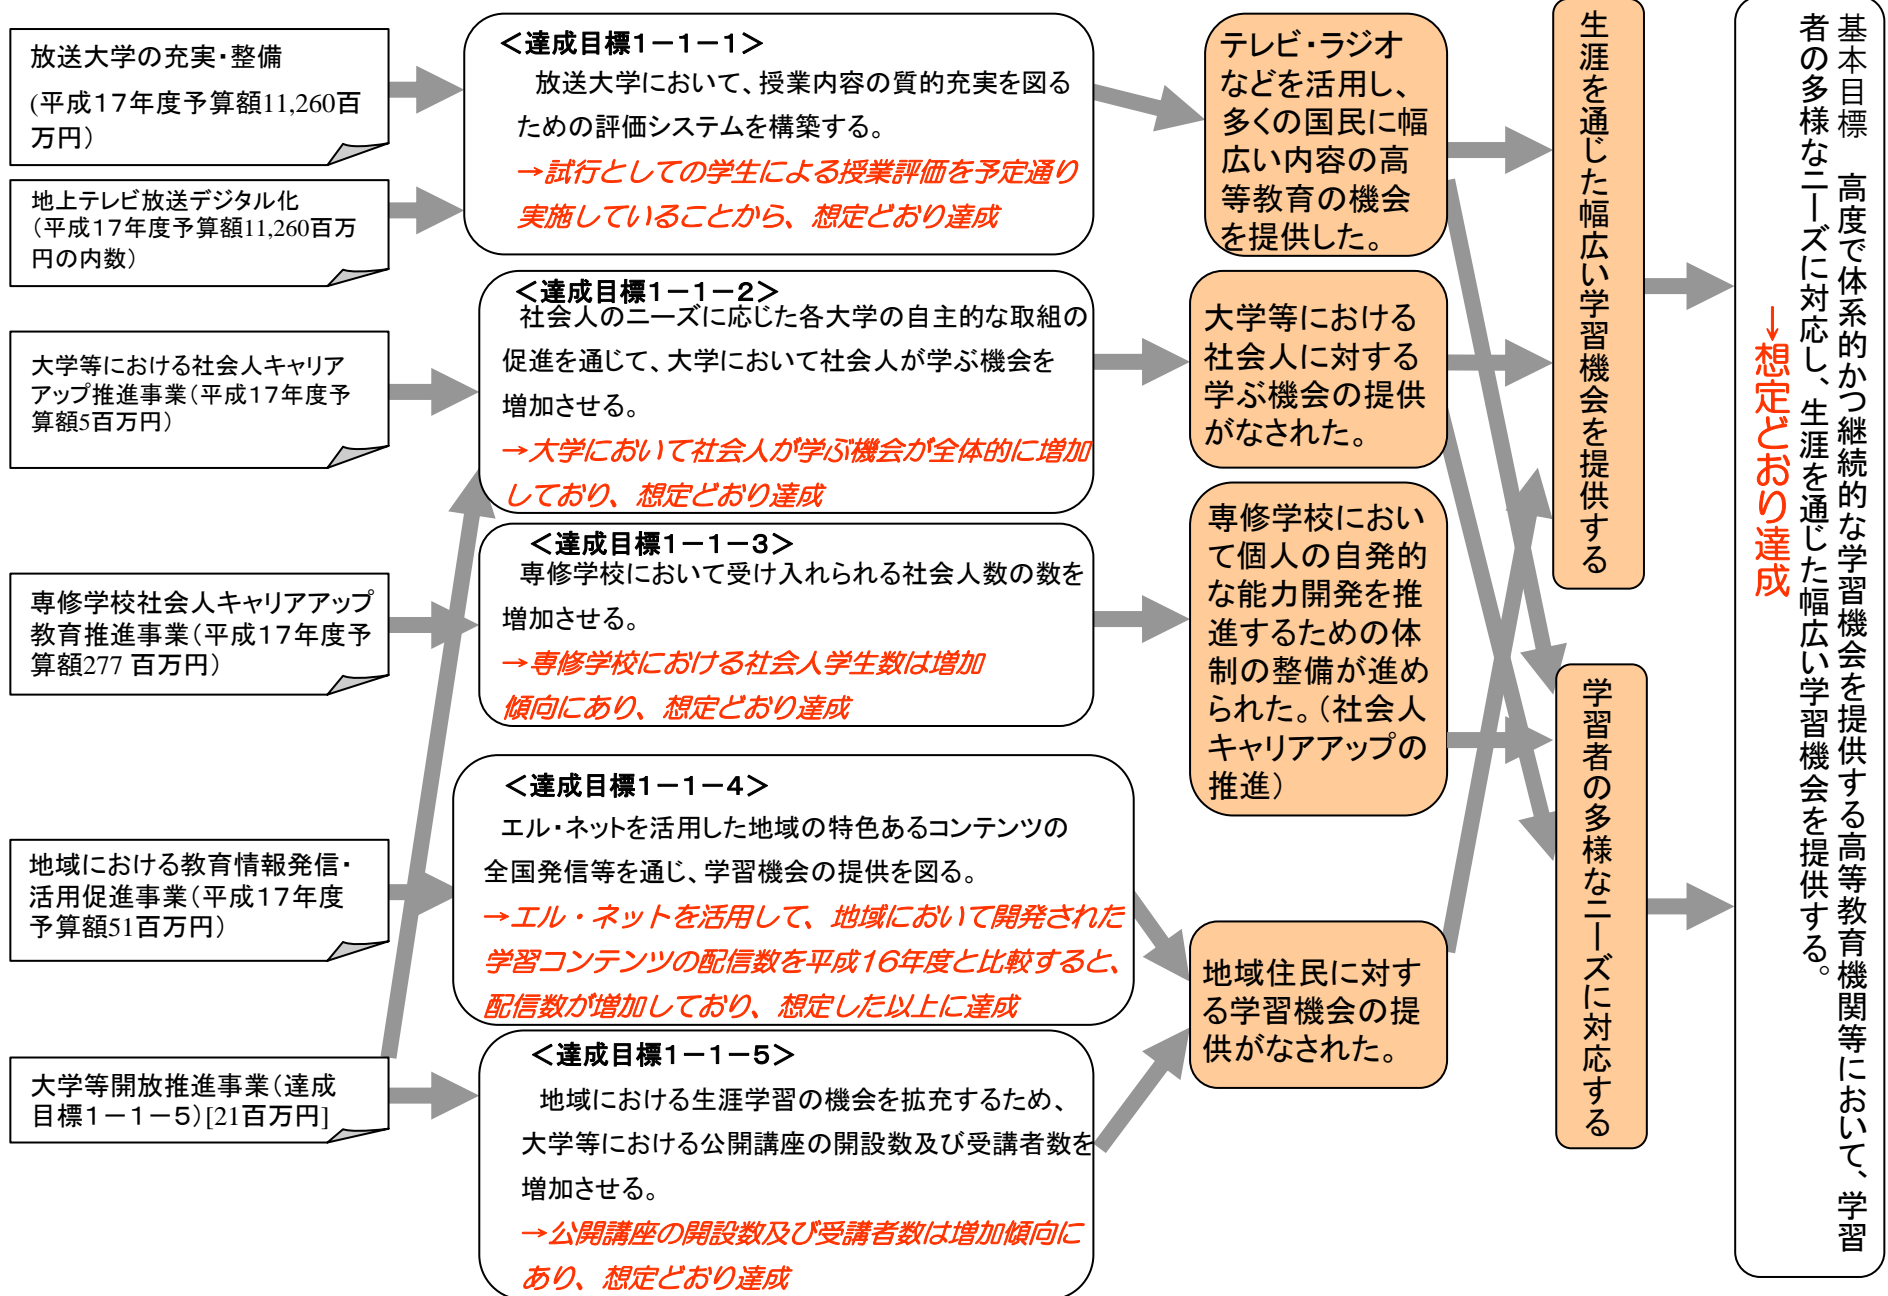 放送大学の充実・整備
(平成17年度予算額11,260百
万円)
地上テレビ放送デジタル化
(平成17年度予算額11,260百万
円の内数)
大学等における社会人キャリア
アップ推進事業(平成17年度予
算額5百万円)
専修学校社会人キャリアアップ
教育推進事業(平成17年度予
算額277 百万円)
地域における教育情報発信・
活用促進事業(平成17年度
予算額51百万円)
大学等開放推進事業(達成
目標1-1-5)[21百万円]
<達成目標1-1-1>
放送大学において、授業内容の質的充実を図る
ための評価システムを構築する。
→試行としての学生による授業評価を予定通り
実施していることから、想定どおり達成
<達成目標1-1-2>
社会人のニーズに応じた各大学の自主的な取組の
促進を通じて、大学において社会人が学ぶ機会を
増加させる。
→大学において社会人が学ぶ機会が全体的に増加
しており、想定どおり達成
<達成目標1-1-3>
専修学校において受け入れられる社会人数の数を
増加させる。
→専修学校における社会人学生数は増加
傾向にあり、想定どおり達成
<達成目標1-1-4>
エル・ネットを活用した地域の特色あるコンテンツの
全国発信等を通じ、学習機会の提供を図る。
→エル・ネットを活用して、地域において開発された
学習コンテンツの配信数を平成16年度と比較すると、
配信数が増加しており、想定した以上に達成
<達成目標1-1-5>
地域における生涯学習の機会を拡充するため、
大学等における公開講座の開設数及び受講者数を
増加させる。
→公開講座の開設数及び受講者数は増加傾向に
あり、想定どおり達成
テレビ・ラジオ
などを活用し、
多くの国民に幅
広い内容の高
等教育の機会
を提供した。
大学等における
社会人に対する
学ぶ機会の提供
がなされた。
専修学校におい
て個人の自発的
な能力開発を推
進するための体
制の整備が進め
られた。(社会人
キャリアアップの
推進)
地域住民に対す
る学習機会の提
供がなされた。
生涯を通じた幅広い学習機会を提供する
学習者の多様なニーズに対応する
基本目標 高度で体系的かつ継続的な学習機会を提供する高等教育機関等において、学習
者の多様なニーズに対応し、生涯を通じた幅広い学習機会を提供する。
→想定どおり達成